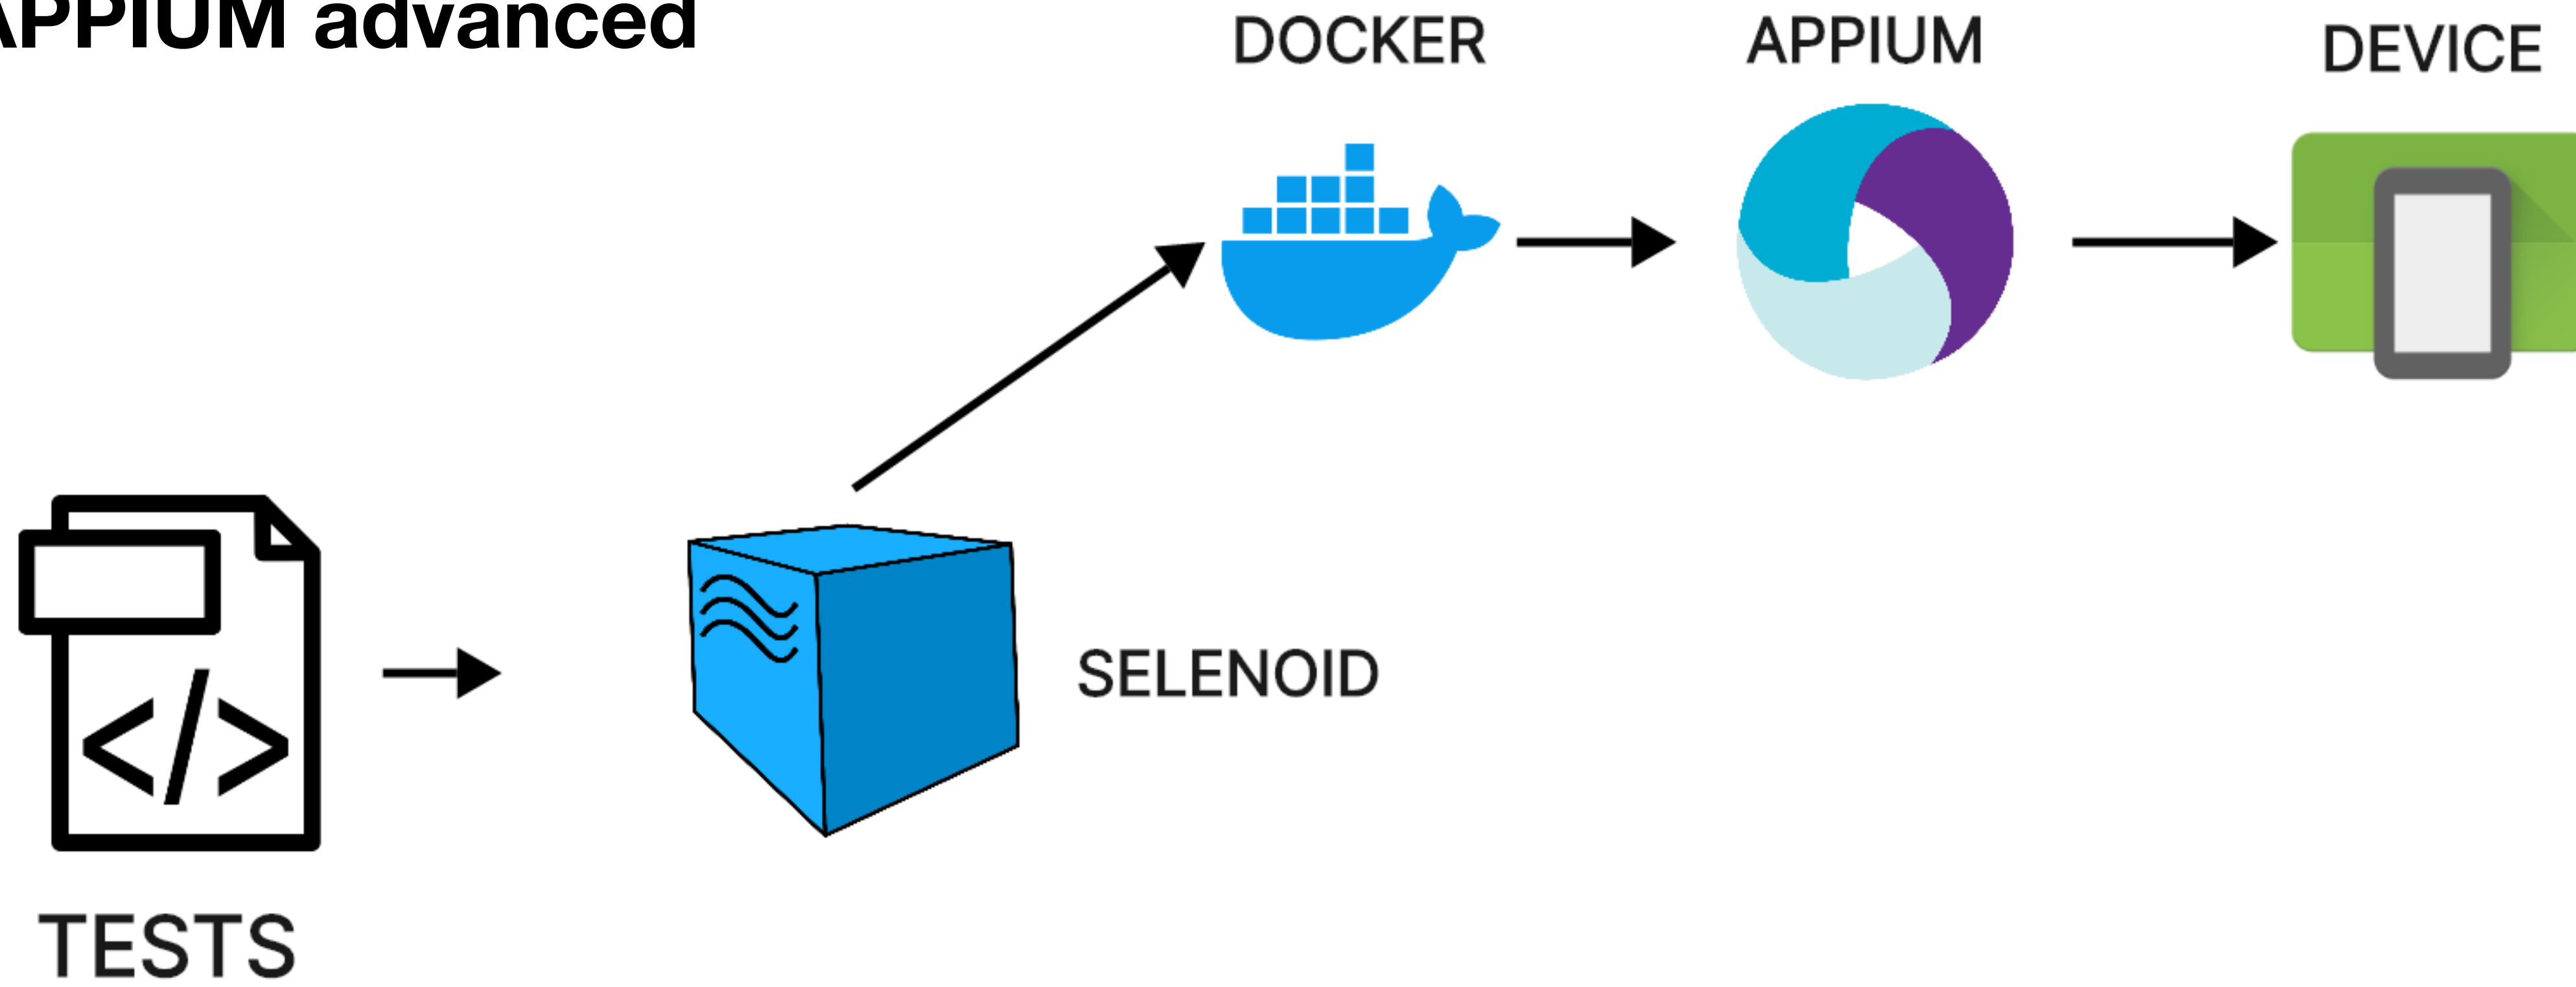 APPIUM advanced
DOCKER
APPIUM
DEVICE
</>
SELENOID
TESTS